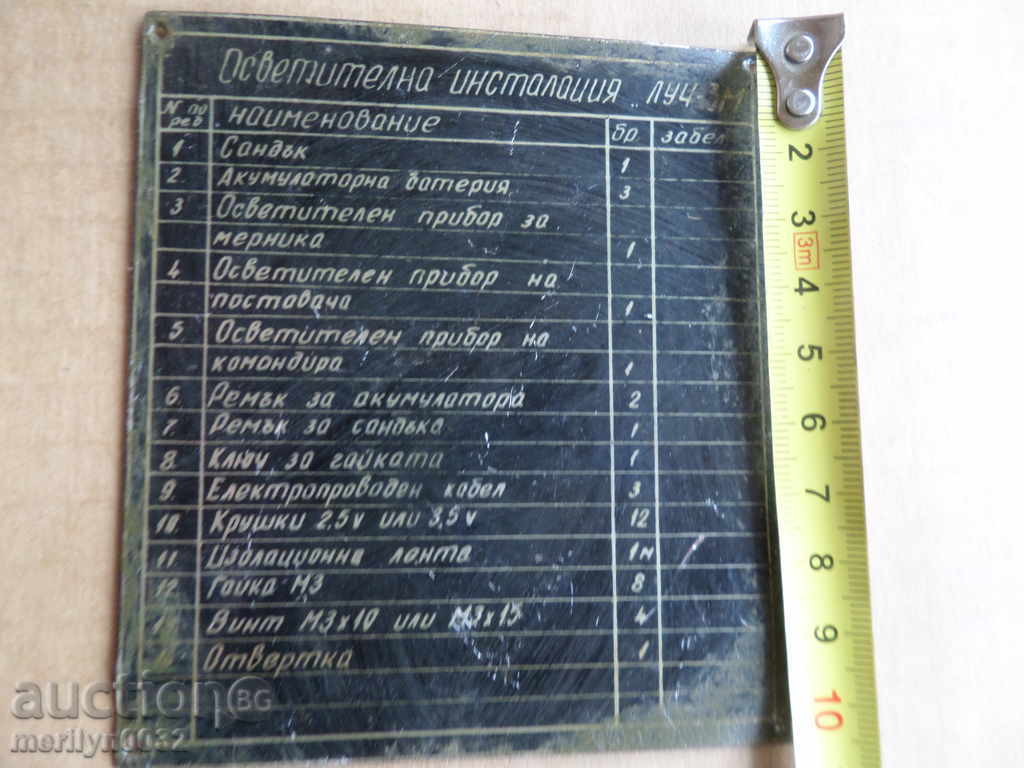 Осветителна инсталация ЛУЧ-2М
N по ред наименование бр забел
1 Сандък 1
2. Акумулаторна батерия 3
3 Осветителен прибор за
мерника 1
4 Осветителен прибор на
поставача 1
5 Осветителен прибор на
командира 1
6. Ремък за акумулатора 2
7. Ремък за сандъка 1
8. Ключ за гайката 1
9. Електропроводен кабел 3
10. Крушки 2.5v или 3,5v 12
11 Изолационна лента 1м
12 Гайка М3 8
Винт М3х10 или М3х15 4
Отвертка 1
2
3
3m
4
5
6
7
8
9
10
auction BG
merilyn0032